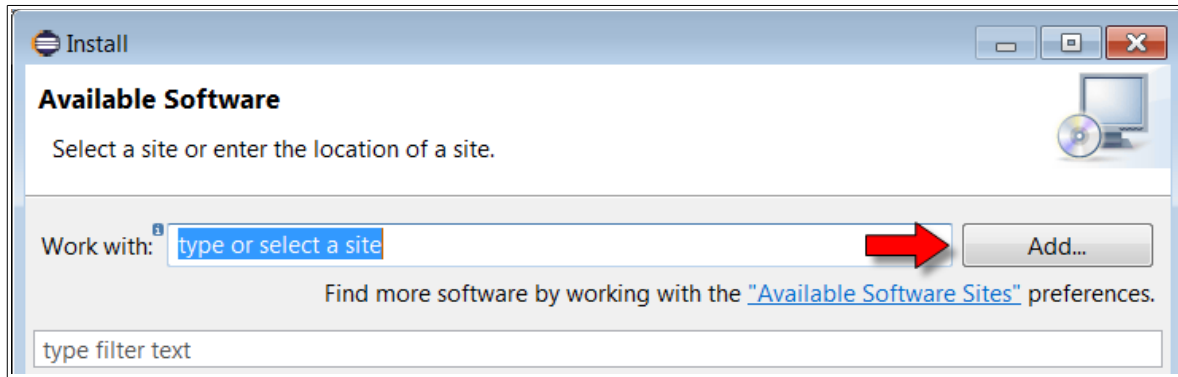 Install
Available Software
Select a site or enter the location of a site.
Work with: type or select a site Add...
Find more software by working with the "Available Software Sites" preferences.
type filter text